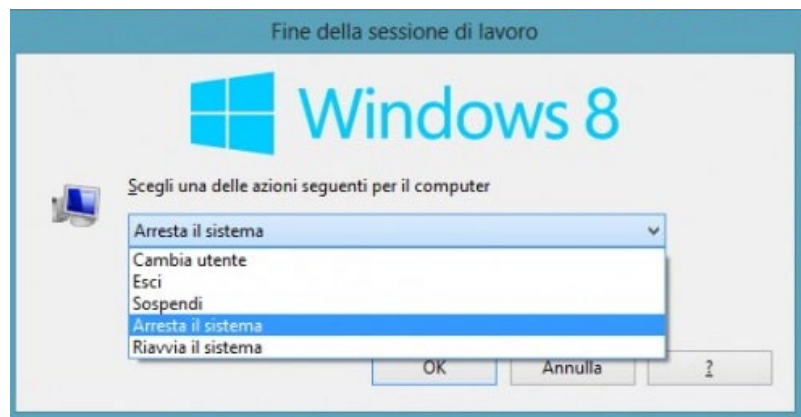 Fine della sessione di lavoro
Windows 8
Scegli una delle azioni seguenti per il computer
Arresta il sistema
Cambia utente
Esci
Sospendi
Arresta il sistema
Riavvia il sistema
OK Annulla ?